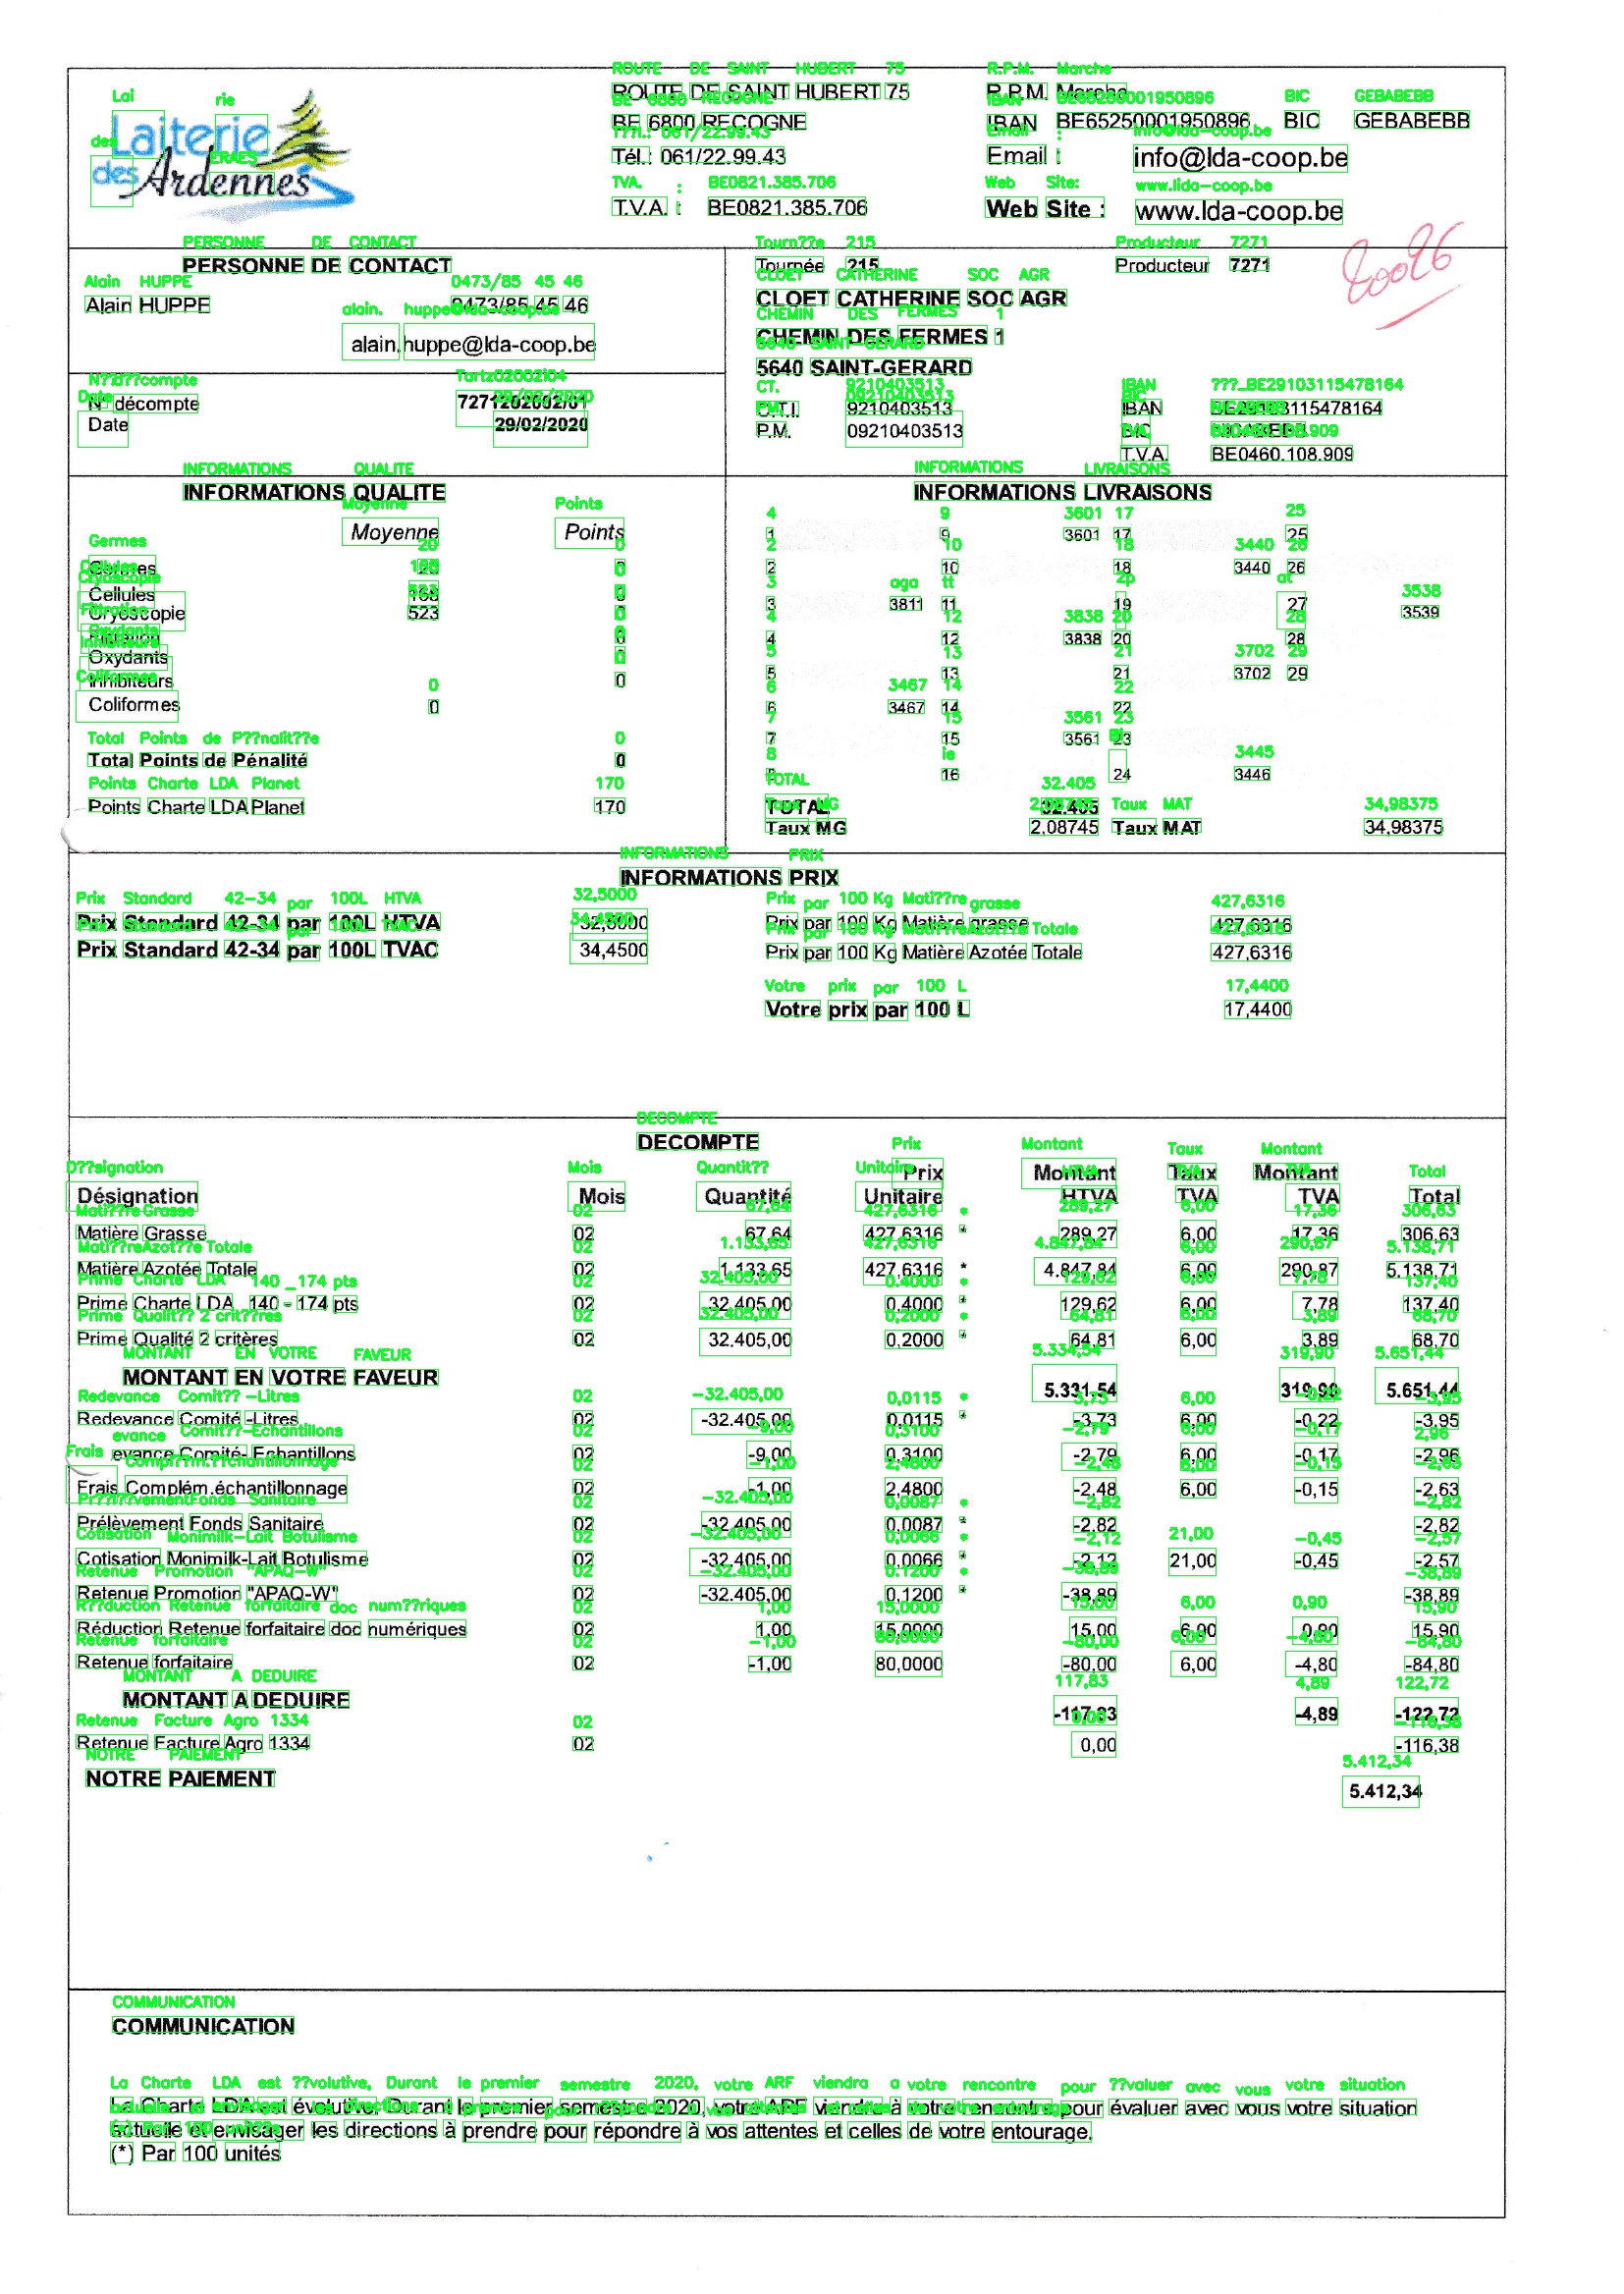 Laiterie des Ardennes
ROUTE DE SAINT HUBERT 75
BE 6800 RECOGNE
Tél.: 061/22.99.43
T.V.A. : BE0821.385.706
R.P.M. Marche
IBAN BE65250001950896 BIC GEBABEBB
Email : info@lda-coop.be
Web Site : www.lda-coop.be
PERSONNE DE CONTACT
Alain HUPPE 0473/85 45 46
alain.huppe@lda-coop.be
Tournée 215 Producteur 7271
20026
CLOET CATHERINE SOC AGR
CHEMIN DES FERMES 1
5640 SAINT-GERARD
N° décompte 7271202002/01
Date 29/02/2020
C.T.I. 9210403513 IBAN BE29103115478164
P.M. 09210403513 BIC
T.V.A. BE0460.108.909
INFORMATIONS QUALITE
Moyenne Points
Germes 20 0
Cellules 168 0
Cryoscopie 523 0
Filtration 0
Oxydants 0
Inhibiteurs 0
Coliformes 0
Total Points de Pénalité 0
Points Charte LDA Planet 170
INFORMATIONS LIVRAISONS
1 9 3601 17 25
2 10 18 3440 26
3 3811 11 19 27 3539
4 12 3838 20 28
5 13 21 3702 29
6 3467 14 22
7 15 3561 23
8 16 24 3446
TOTAL 32.405
Taux MG 2,08745 Taux MAT 34,98375
INFORMATIONS PRIX
Prix Standard 42-34 par 100L HTVA 32,5000 Prix par 100 Kg Matière grasse 427,6316
Prix Standard 42-34 par 100L TVAC 34,4500 Prix par 100 Kg Matière Azotée Totale 427,6316
Votre prix par 100 L 17,4400
DECOMPTE
Désignation Mois Quantité Prix Unitaire Montant HTVA Taux TVA Montant TVA Total
Matière Grasse 02 67,64 427,6316 * 289,27 6,00 17,36 306,63
Matière Azotée Totale 02 1.133,65 427,6316 * 4.847,84 6,00 290,87 5.138,71
Prime Charte LDA 140 - 174 pts 02 32.405,00 0,4000 * 129,62 6,00 7,78 137,40
Prime Qualité 2 critères 02 32.405,00 0,2000 * 64,81 6,00 3,89 68,70
MONTANT EN VOTRE FAVEUR 5.331,54 319,90 5.651,44
Redevance Comité -Litres 02 -32.405,00 0,0115 * -3,73 6,00 -0,22 -3,95
evance Comité- Echantillons 02 -9,00 0,3100 -2,79 6,00 -0,17 -2,96
Frais Complém.échantillonnage 02 -1,00 2,4800 -2,48 6,00 -0,15 -2,63
Prélèvement Fonds Sanitaire 02 -32.405,00 0,0087 * -2,82 -2,82
Cotisation Monimilk-Lait Botulisme 02 -32.405,00 0,0066 * -2,12 21,00 -0,45 -2,57
Retenue Promotion "APAQ-W" 02 -32.405,00 0,1200 * -38,89 -38,89
Réduction Retenue forfaitaire doc numériques 02 1,00 15,0000 15,00 6,00 0,90 15,90
Retenue forfaitaire 02 -1,00 80,0000 -80,00 6,00 -4,80 -84,80
MONTANT A DEDUIRE -117,83 -4,89 -122,72
Retenue Facture Agro 1334 02 0,00 -116,38
NOTRE PAIEMENT 5.412,34
COMMUNICATION
La Charte LDA est évolutive. Durant le premier semestre 2020, votre ARF viendra à votre rencontre pour évaluer avec vous votre situation
actuelle et envisager les directions à prendre pour répondre à vos attentes et celles de votre entourage.
(*) Par 100 unités